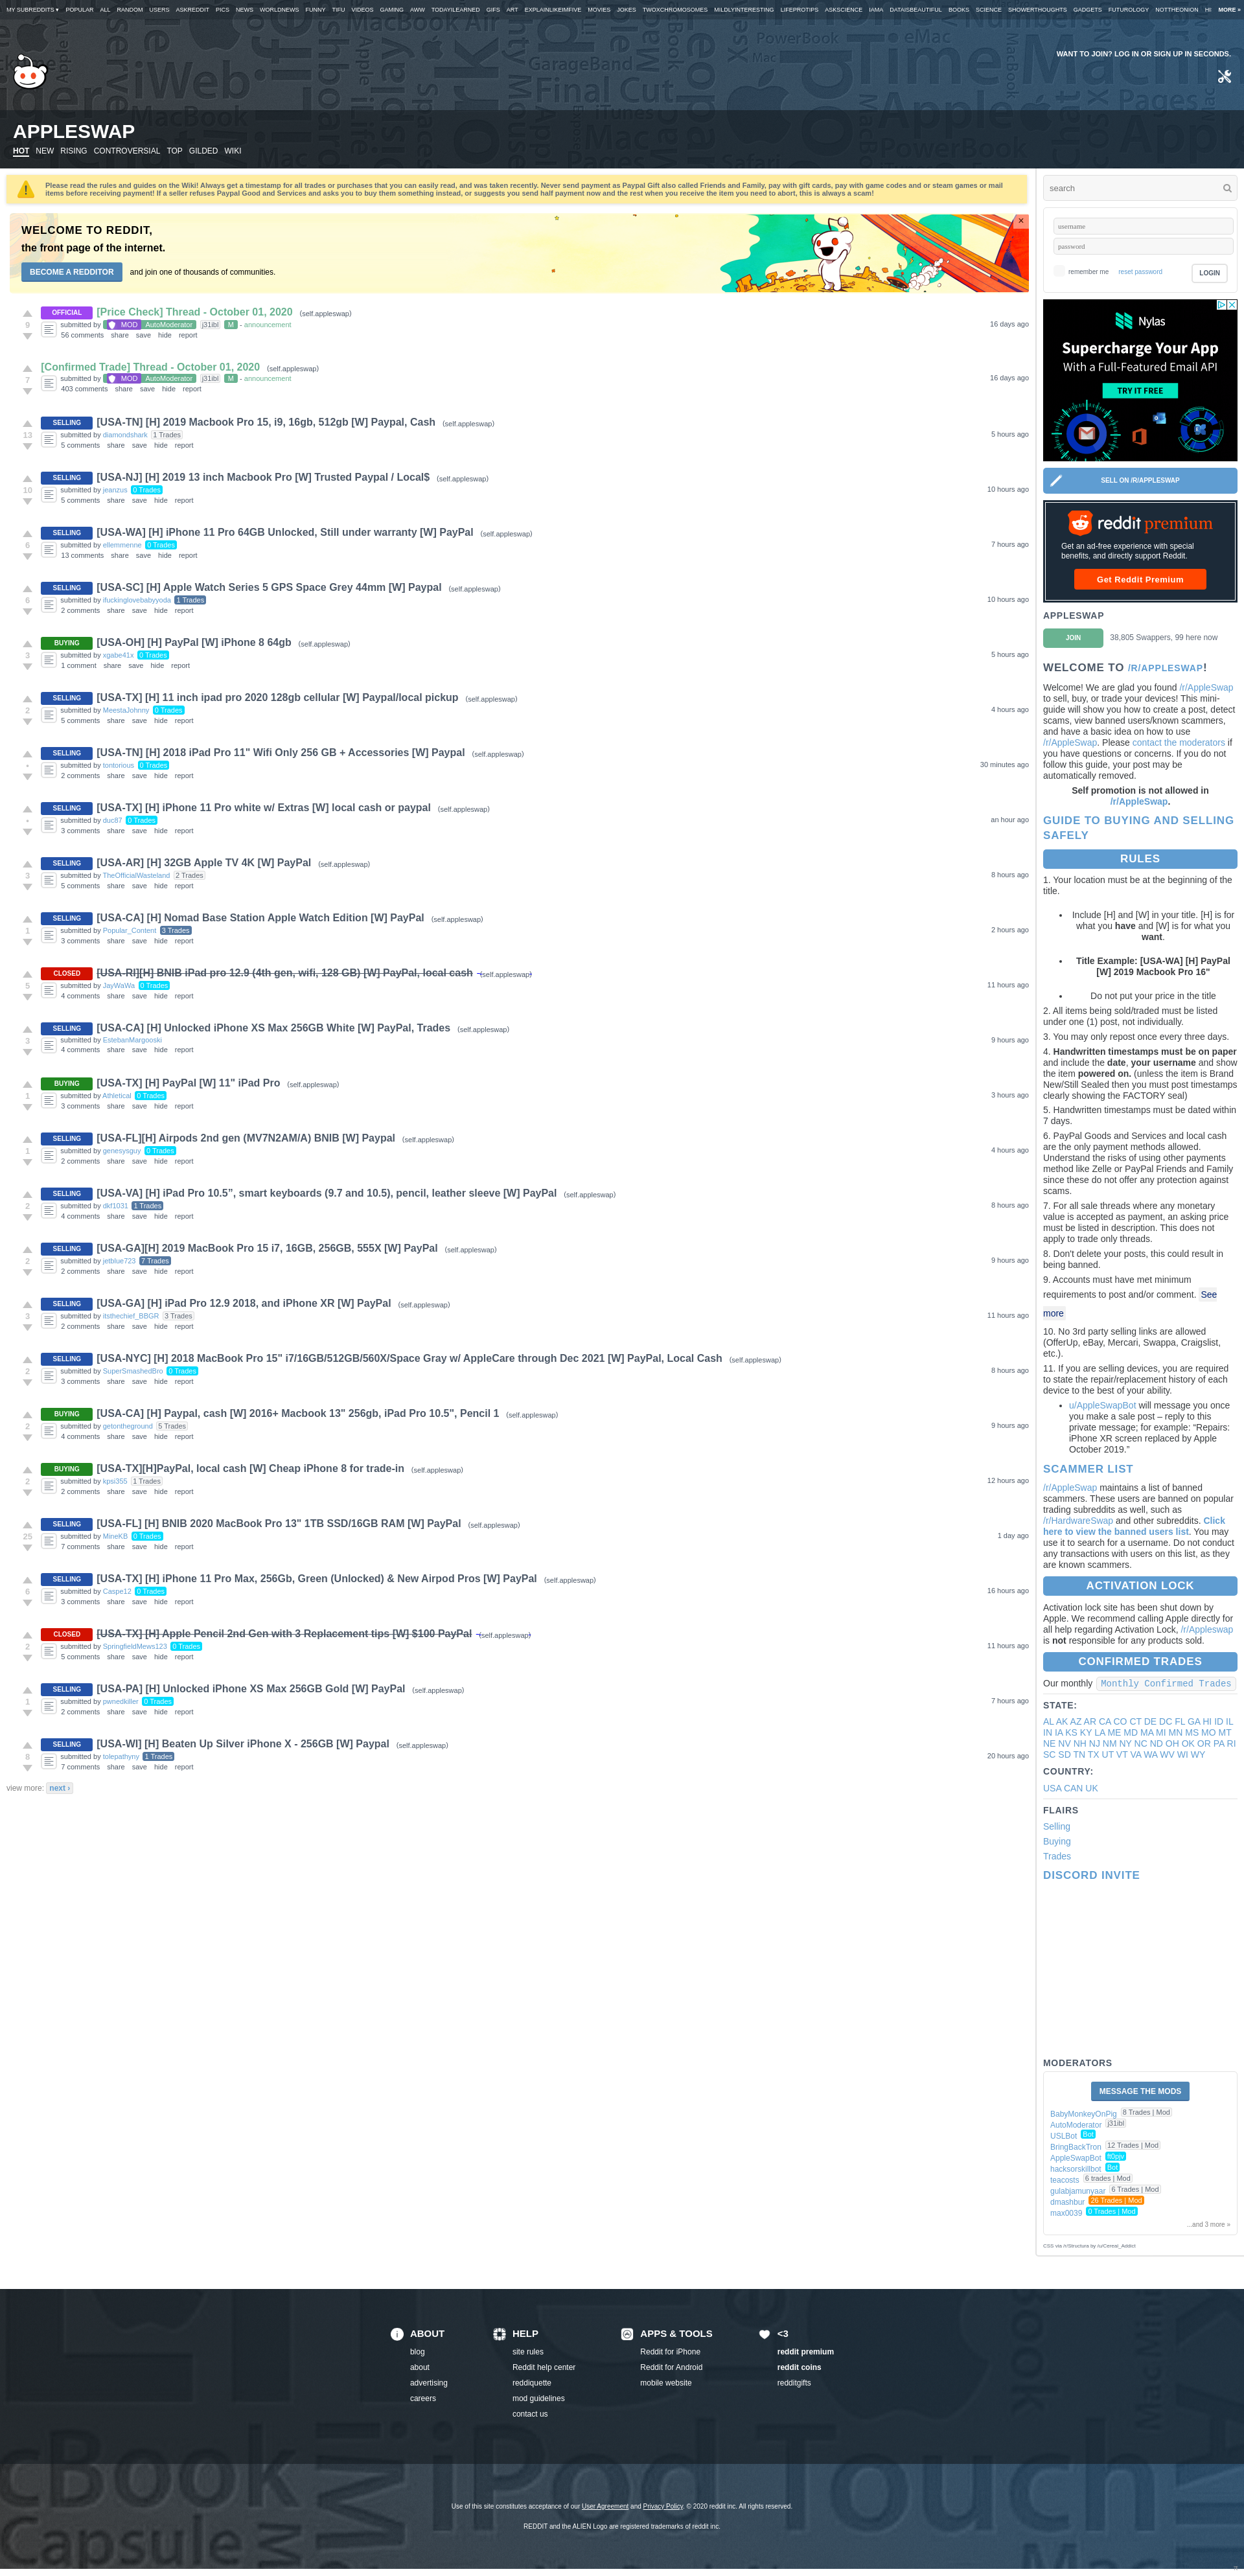 MY SUBREDDITS ▾ POPULAR ALL RANDOM USERS ASKREDDIT PICS NEWS WORLDNEWS FUNNY TIFU VIDEOS GAMING AWW TODAYILEARNED GIFS ART EXPLAINLIKEIMFIVE MOVIES JOKES TWOXCHROMOSOMES MILDLYINTERESTING LIFEPROTIPS ASKSCIENCE IAMA DATAISBEAUTIFUL BOOKS SCIENCE SHOWERTHOUGHTS GADGETS FUTUROLOGY NOTTHEONION HI MORE »
WANT TO JOIN? LOG IN OR SIGN UP IN SECONDS.
APPLESWAP
HOT NEW RISING CONTROVERSIAL TOP GILDED WIKI
Please read the rules and guides on the Wiki! Always get a timestamp for all trades or purchases that you can easily read, and was taken recently. Never send payment as Paypal Gift also called Friends and Family, pay with gift cards, pay with game codes and or steam games or mail
items before receiving payment! If a seller refuses Paypal Good and Services and asks you to buy them something instead, or suggests you send half payment now and the rest when you receive the item you need to abort, this is always a scam!
WELCOME TO REDDIT,
the front page of the internet.
BECOME A REDDITOR and join one of thousands of communities.
OFFICIAL [Price Check] Thread - October 01, 2020 (self.appleswap)
9 submitted by MOD AutoModerator j31ibl M - announcement 16 days ago
56 comments share save hide report
[Confirmed Trade] Thread - October 01, 2020 (self.appleswap)
7 submitted by MOD AutoModerator j31ibl M - announcement 16 days ago
403 comments share save hide report
SELLING [USA-TN] [H] 2019 Macbook Pro 15, i9, 16gb, 512gb [W] Paypal, Cash (self.appleswap)
13 submitted by diamondshark 1 Trades 5 hours ago
5 comments share save hide report
SELLING [USA-NJ] [H] 2019 13 inch Macbook Pro [W] Trusted Paypal / Local$ (self.appleswap)
10 submitted by jeanzus 0 Trades 10 hours ago
5 comments share save hide report
SELLING [USA-WA] [H] iPhone 11 Pro 64GB Unlocked, Still under warranty [W] PayPal (self.appleswap)
6 submitted by ellemmenne 0 Trades 7 hours ago
13 comments share save hide report
SELLING [USA-SC] [H] Apple Watch Series 5 GPS Space Grey 44mm [W] Paypal (self.appleswap)
6 submitted by ifuckinglovebabyyoda 1 Trades 10 hours ago
2 comments share save hide report
BUYING [USA-OH] [H] PayPal [W] iPhone 8 64gb (self.appleswap)
3 submitted by xgabe41x 0 Trades 5 hours ago
1 comment share save hide report
SELLING [USA-TX] [H] 11 inch ipad pro 2020 128gb cellular [W] Paypal/local pickup (self.appleswap)
2 submitted by MeestaJohnny 0 Trades 4 hours ago
5 comments share save hide report
SELLING [USA-TN] [H] 2018 iPad Pro 11" Wifi Only 256 GB + Accessories [W] Paypal (self.appleswap)
• submitted by tontorious 0 Trades 30 minutes ago
2 comments share save hide report
SELLING [USA-TX] [H] iPhone 11 Pro white w/ Extras [W] local cash or paypal (self.appleswap)
• submitted by duc87 0 Trades an hour ago
3 comments share save hide report
SELLING [USA-AR] [H] 32GB Apple TV 4K [W] PayPal (self.appleswap)
3 submitted by TheOfficialWasteland 2 Trades 8 hours ago
5 comments share save hide report
SELLING [USA-CA] [H] Nomad Base Station Apple Watch Edition [W] PayPal (self.appleswap)
1 submitted by Popular_Content 3 Trades 2 hours ago
3 comments share save hide report
CLOSED [USA-RI][H] BNIB iPad pro 12.9 (4th gen, wifi, 128 GB) [W] PayPal, local cash (self.appleswap)
5 submitted by JayWaWa 0 Trades 11 hours ago
4 comments share save hide report
SELLING [USA-CA] [H] Unlocked iPhone XS Max 256GB White [W] PayPal, Trades (self.appleswap)
3 submitted by EstebanMargooski 9 hours ago
4 comments share save hide report
BUYING [USA-TX] [H] PayPal [W] 11" iPad Pro (self.appleswap)
1 submitted by Athletical 0 Trades 3 hours ago
3 comments share save hide report
SELLING [USA-FL][H] Airpods 2nd gen (MV7N2AM/A) BNIB [W] Paypal (self.appleswap)
1 submitted by genesysguy 0 Trades 4 hours ago
2 comments share save hide report
SELLING [USA-VA] [H] iPad Pro 10.5”, smart keyboards (9.7 and 10.5), pencil, leather sleeve [W] PayPal (self.appleswap)
2 submitted by dkf1031 1 Trades 8 hours ago
4 comments share save hide report
SELLING [USA-GA][H] 2019 MacBook Pro 15 i7, 16GB, 256GB, 555X [W] PayPal (self.appleswap)
2 submitted by jetblue723 7 Trades 9 hours ago
2 comments share save hide report
SELLING [USA-GA] [H] iPad Pro 12.9 2018, and iPhone XR [W] PayPal (self.appleswap)
3 submitted by itsthechief_BBGR 3 Trades 11 hours ago
2 comments share save hide report
SELLING [USA-NYC] [H] 2018 MacBook Pro 15" i7/16GB/512GB/560X/Space Gray w/ AppleCare through Dec 2021 [W] PayPal, Local Cash (self.appleswap)
2 submitted by SuperSmashedBro 0 Trades 8 hours ago
3 comments share save hide report
BUYING [USA-CA] [H] Paypal, cash [W] 2016+ Macbook 13" 256gb, iPad Pro 10.5", Pencil 1 (self.appleswap)
2 submitted by getontheground 5 Trades 9 hours ago
4 comments share save hide report
BUYING [USA-TX][H]PayPal, local cash [W] Cheap iPhone 8 for trade-in (self.appleswap)
2 submitted by kpsi355 1 Trades 12 hours ago
2 comments share save hide report
SELLING [USA-FL] [H] BNIB 2020 MacBook Pro 13" 1TB SSD/16GB RAM [W] PayPal (self.appleswap)
25 submitted by MineKB 0 Trades 1 day ago
7 comments share save hide report
SELLING [USA-TX] [H] iPhone 11 Pro Max, 256Gb, Green (Unlocked) & New Airpod Pros [W] PayPal (self.appleswap)
6 submitted by Caspe12 0 Trades 16 hours ago
3 comments share save hide report
CLOSED [USA-TX] [H] Apple Pencil 2nd Gen with 3 Replacement tips [W] $100 PayPal (self.appleswap)
2 submitted by SpringfieldMews123 0 Trades 11 hours ago
5 comments share save hide report
SELLING [USA-PA] [H] Unlocked iPhone XS Max 256GB Gold [W] PayPal (self.appleswap)
1 submitted by pwnedkiller 0 Trades 7 hours ago
2 comments share save hide report
SELLING [USA-WI] [H] Beaten Up Silver iPhone X - 256GB [W] Paypal (self.appleswap)
8 submitted by tolepathyny 1 Trades 20 hours ago
7 comments share save hide report
view more: next ›
search
username
password
remember me reset password LOGIN
Nylas
Supercharge Your App
With a Full-Featured Email API
TRY IT FREE
SELL ON /R/APPLESWAP
reddit premium
Get an ad-free experience with special
benefits, and directly support Reddit.
Get Reddit Premium
APPLESWAP
JOIN 38,805 Swappers, 99 here now
WELCOME TO /R/APPLESWAP!
Welcome! We are glad you found /r/AppleSwap
to sell, buy, or trade your devices! This mini-
guide will show you how to create a post, detect
scams, view banned users/known scammers,
and have a basic idea on how to use
/r/AppleSwap. Please contact the moderators if
you have questions or concerns. If you do not
follow this guide, your post may be
automatically removed.
Self promotion is not allowed in
/r/AppleSwap.
GUIDE TO BUYING AND SELLING
SAFELY
RULES
1. Your location must be at the beginning of the
title.
• Include [H] and [W] in your title. [H] is for
what you have and [W] is for what you
want.
• Title Example: [USA-WA] [H] PayPal
[W] 2019 Macbook Pro 16"
• Do not put your price in the title
2. All items being sold/traded must be listed
under one (1) post, not individually.
3. You may only repost once every three days.
4. Handwritten timestamps must be on paper
and include the date, your username and show
the item powered on. (unless the item is Brand
New/Still Sealed then you must post timestamps
clearly showing the FACTORY seal)
5. Handwritten timestamps must be dated within
7 days.
6. PayPal Goods and Services and local cash
are the only payment methods allowed.
Understand the risks of using other payments
method like Zelle or PayPal Friends and Family
since these do not offer any protection against
scams.
7. For all sale threads where any monetary
value is accepted as payment, an asking price
must be listed in description. This does not
apply to trade only threads.
8. Don't delete your posts, this could result in
being banned.
9. Accounts must have met minimum
requirements to post and/or comment. See
more
10. No 3rd party selling links are allowed
(OfferUp, eBay, Mercari, Swappa, Craigslist,
etc.).
11. If you are selling devices, you are required
to state the repair/replacement history of each
device to the best of your ability.
• u/AppleSwapBot will message you once
you make a sale post – reply to this
private message; for example: “Repairs:
iPhone XR screen replaced by Apple
October 2019.”
SCAMMER LIST
/r/AppleSwap maintains a list of banned
scammers. These users are banned on popular
trading subreddits as well, such as
/r/HardwareSwap and other subreddits. Click
here to view the banned users list. You may
use it to search for a username. Do not conduct
any transactions with users on this list, as they
are known scammers.
ACTIVATION LOCK
Activation lock site has been shut down by
Apple. We recommend calling Apple directly for
all help regarding Activation Lock, /r/Appleswap
is not responsible for any products sold.
CONFIRMED TRADES
Our monthly Monthly Confirmed Trades
STATE:
AL AK AZ AR CA CO CT DE DC FL GA HI ID IL
IN IA KS KY LA ME MD MA MI MN MS MO MT
NE NV NH NJ NM NY NC ND OH OK OR PA RI
SC SD TN TX UT VT VA WA WV WI WY
COUNTRY:
USA CAN UK
FLAIRS
Selling
Buying
Trades
DISCORD INVITE
MODERATORS
MESSAGE THE MODS
BabyMonkeyOnPig 8 Trades | Mod
AutoModerator j31ibl
USLBot Bot
BringBackTron 12 Trades | Mod
AppleSwapBot
hacksorskillbot Bot
teacosts 6 trades | Mod
gulabjamunyaar 6 Trades | Mod
dmashbur 26 Trades | Mod
max0039 0 Trades | Mod
...and 3 more »
CSS via /r/Structura by /u/Cereal_Addict
ABOUT
blog
about
advertising
careers
HELP
site rules
Reddit help center
reddiquette
mod guidelines
contact us
APPS & TOOLS
Reddit for iPhone
Reddit for Android
mobile website
<3
reddit premium
reddit coins
redditgifts
Use of this site constitutes acceptance of our User Agreement and Privacy Policy. © 2020 reddit inc. All rights reserved.
REDDIT and the ALIEN Logo are registered trademarks of reddit inc.